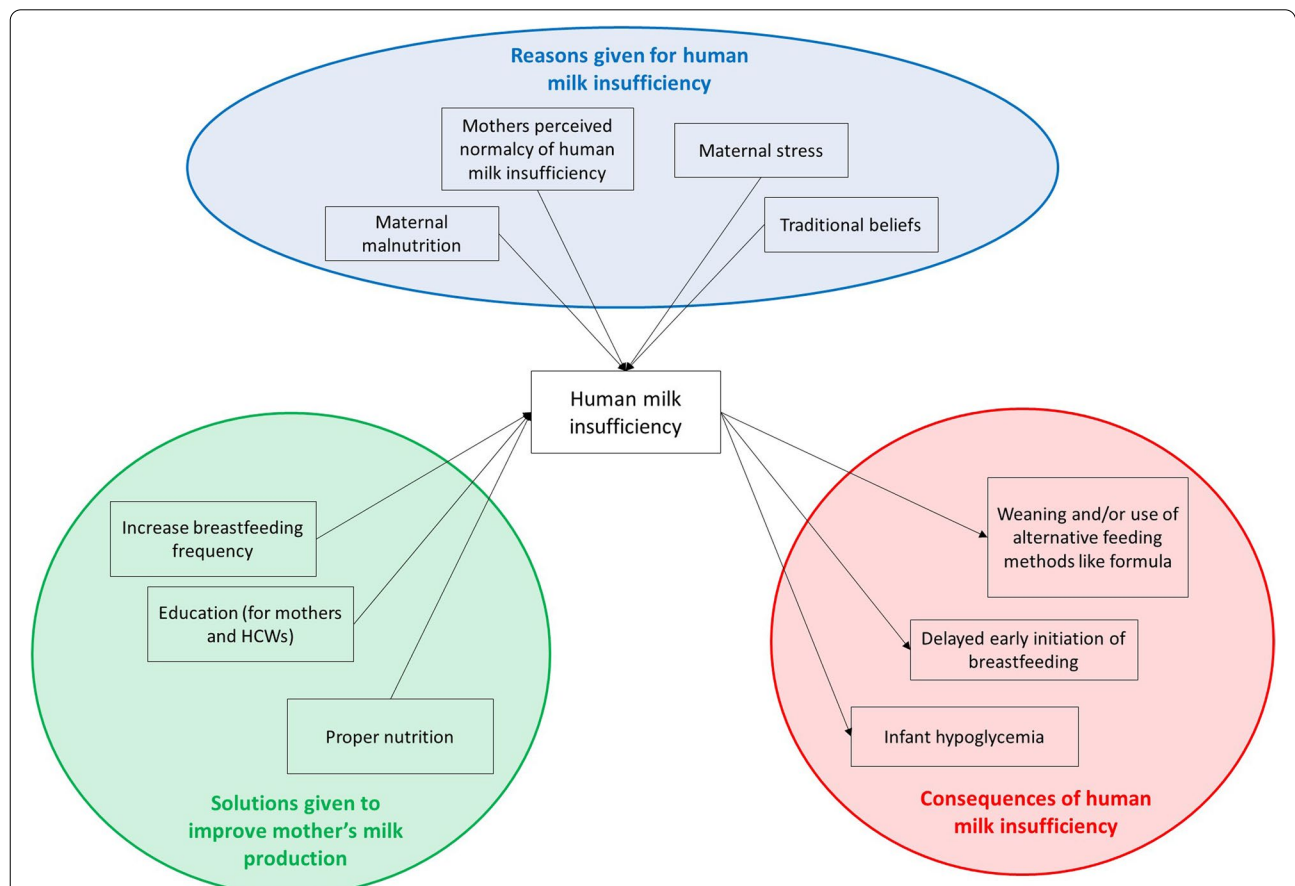 Reasons given for human
milk insufficiency
Mothers perceived
normalcy of human
milk insufficiency
Maternal stress
Maternal
malnutrition
Traditional beliefs
Human milk
insufficiency
Increase breastfeeding
frequency
Education (for mothers
and HCWs)
Proper nutrition
Solutions given to
improve mother’s milk
production
Weaning and/or use of
alternative feeding
methods like formula
Delayed early initiation of
breastfeeding
Infant hypoglycemia
Consequences of human
milk insufficiency